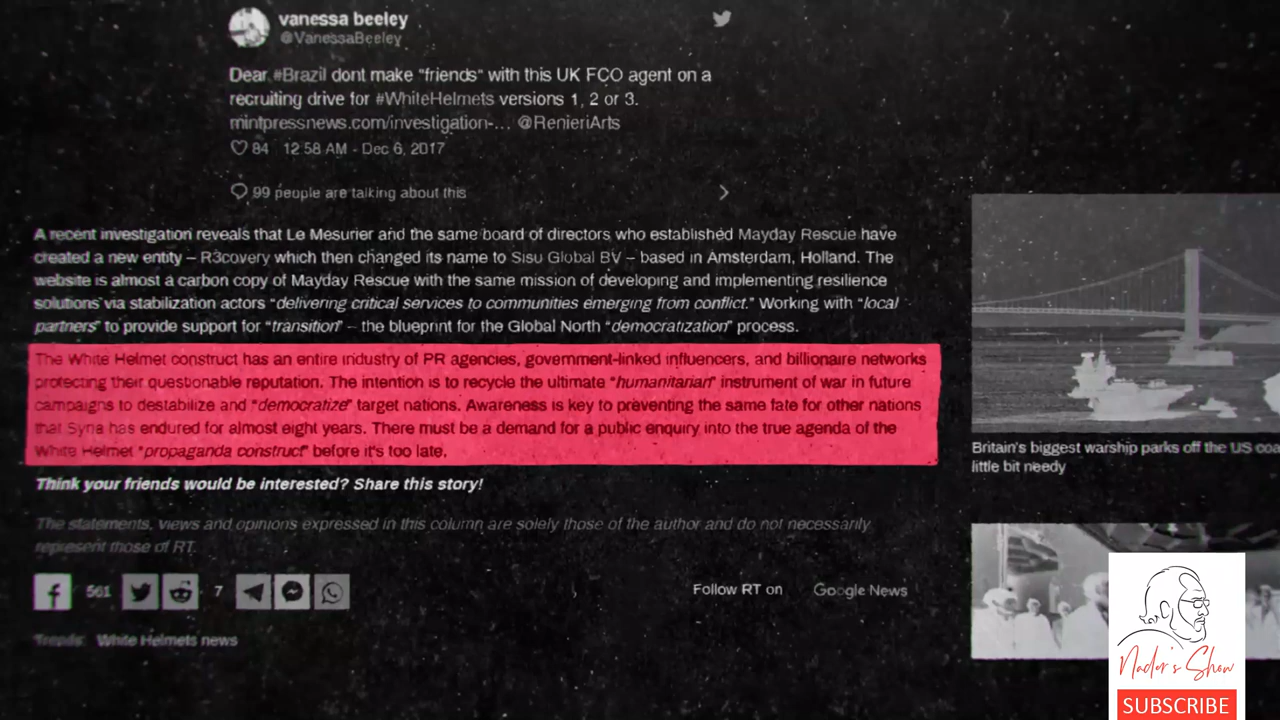 vanessa beeley
@VanessaBeeley
Dear #Brazil dont make "friends" with this UK FCO agent on a
recruiting drive for #WhiteHelmets versions 1, 2 or 3.
mintpressnews.com/investigation-... @RenieriArts
84 12:58 AM - Dec 6, 2017
99 people are talking about this
A recent investigation reveals that Le Mesurier and the same board of directors who established Mayday Rescue have
created a new entity – R3covery which then changed its name to Sisu Global BV – based in Amsterdam, Holland. The
website is almost a carbon copy of Mayday Rescue with the same mission of developing and implementing resilience
solutions via stabilization actors "delivering critical services to communities emerging from conflict." Working with "local
partners" to provide support for "transition" – the blueprint for the Global North "democratization" process.
The White Helmet construct has an entire industry of PR agencies, government-linked influencers, and billionaire networks
protecting their questionable reputation. The intention is to recycle the ultimate "humanitarian" instrument of war in future
campaigns to destabilize and "democratize" target nations. Awareness is key to preventing the same fate for other nations
that Syria has endured for almost eight years. There must be a demand for a public enquiry into the true agenda of the
White Helmet "propaganda construct" before it's too late.
Think your friends would be interested? Share this story!
The statements, views and opinions expressed in this column are solely those of the author and do not necessarily
represent those of RT.
561 7
Follow RT on Google News
Trends: White Helmets news
Britain's biggest warship parks off the US coa
little bit needy
Nader's Show
SUBSCRIBE